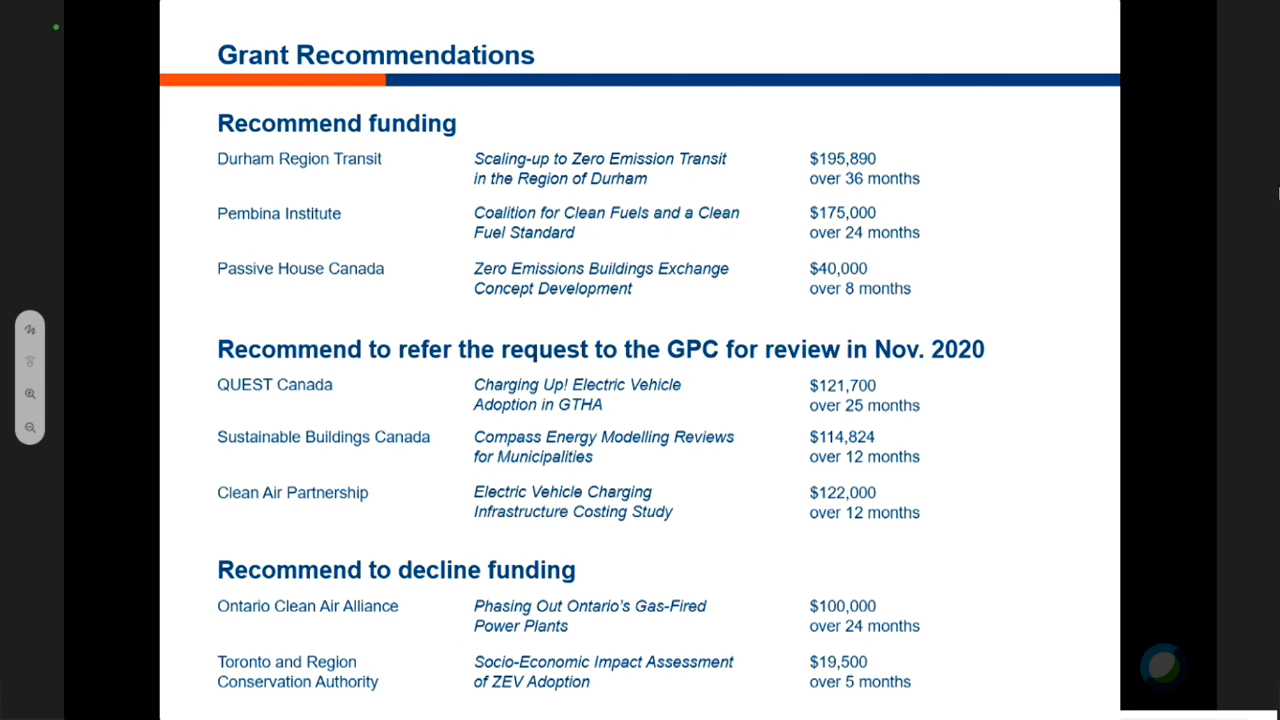 Grant Recommendations
Recommend funding
Durham Region Transit
Scaling-up to Zero Emission Transit
in the Region of Durham
$195,890
over 36 months
Pembina Institute
Coalition for Clean Fuels and a Clean
Fuel Standard
$175,000
over 24 months
Passive House Canada
Zero Emissions Buildings Exchange
Concept Development
$40,000
over 8 months
Recommend to refer the request to the GPC for review in Nov. 2020
QUEST Canada
Charging Up! Electric Vehicle
Adoption in GTHA
$121,700
over 25 months
Sustainable Buildings Canada
Compass Energy Modelling Reviews
for Municipalities
$114,824
over 12 months
Clean Air Partnership
Electric Vehicle Charging
Infrastructure Costing Study
$122,000
over 12 months
Recommend to decline funding
Ontario Clean Air Alliance
Phasing Out Ontario's Gas-Fired
Power Plants
$100,000
over 24 months
Toronto and Region
Conservation Authority
Socio-Economic Impact Assessment
of ZEV Adoption
$19,500
over 5 months